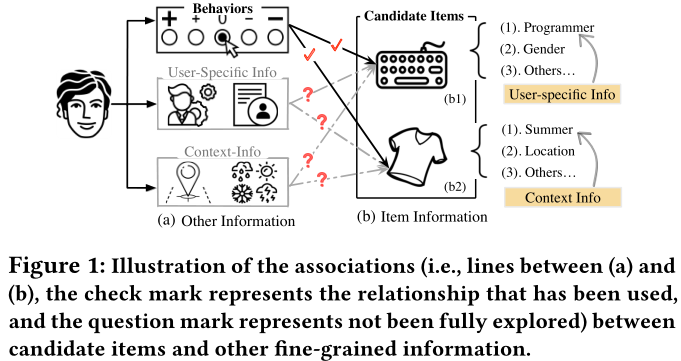 Behaviors
+ + U − −
User-Specific Info
Context-Info
(a) Other Information
Candidate Items
(b1)
(b2)
(b) Item Information
(1). Programmer
(2). Gender
(3). Others…
User-specific Info
(1). Summer
(2). Location
(3). Others…
Context Info
? ? ? ?
Figure 1: Illustration of the associations (i.e., lines between (a) and
(b), the check mark represents the relationship that has been used,
and the question mark represents not been fully explored) between
candidate items and other fine-grained information.